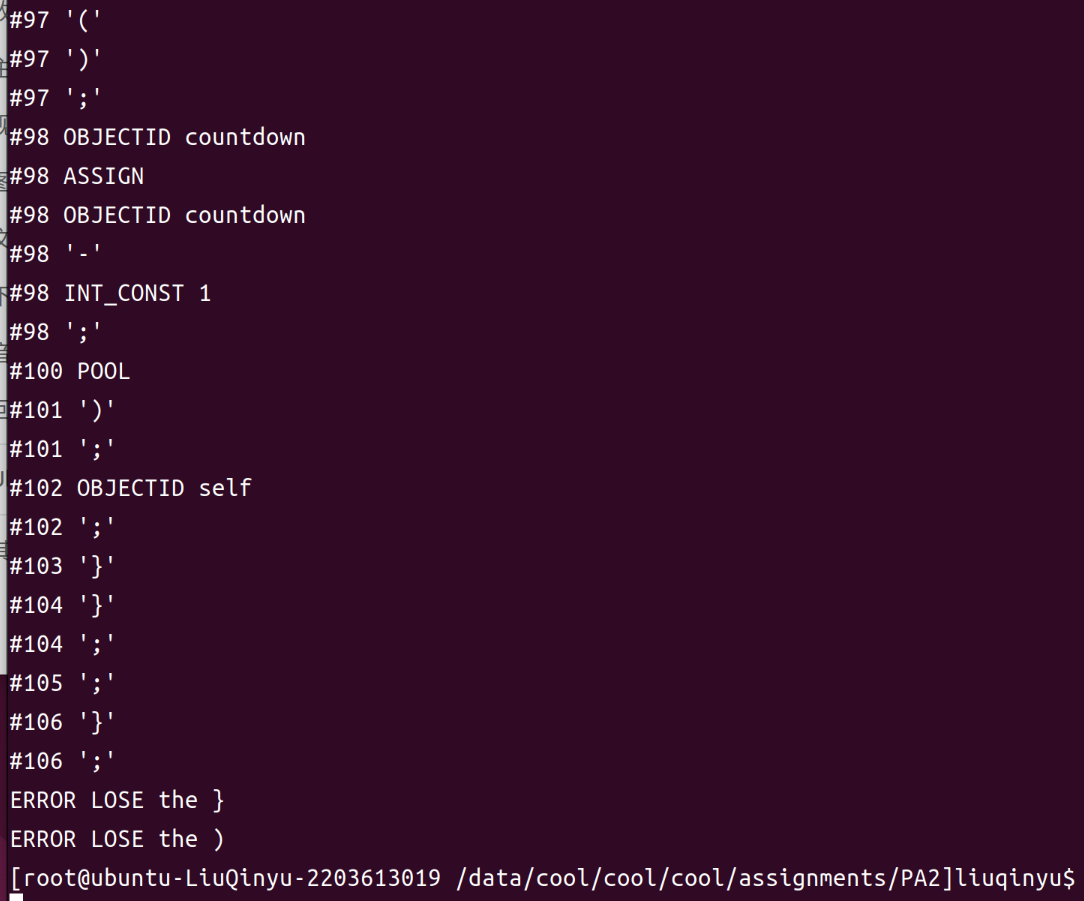 #97 '('
#97 ')'
#97 ';'
#98 OBJECTID countdown
#98 ASSIGN
#98 OBJECTID countdown
#98 '-'
#98 INT_CONST 1
#98 ';'
#100 POOL
#101 ')'
#101 ';'
#102 OBJECTID self
#102 ';'
#103 '}'
#104 '}'
#104 ';'
#105 ';'
#106 '}'
#106 ';'
ERROR LOSE the }
ERROR LOSE the )
[root@ubuntu-LiuQinyu-2203613019 /data/cool/cool/cool/assignments/PA2]liuqinyu$